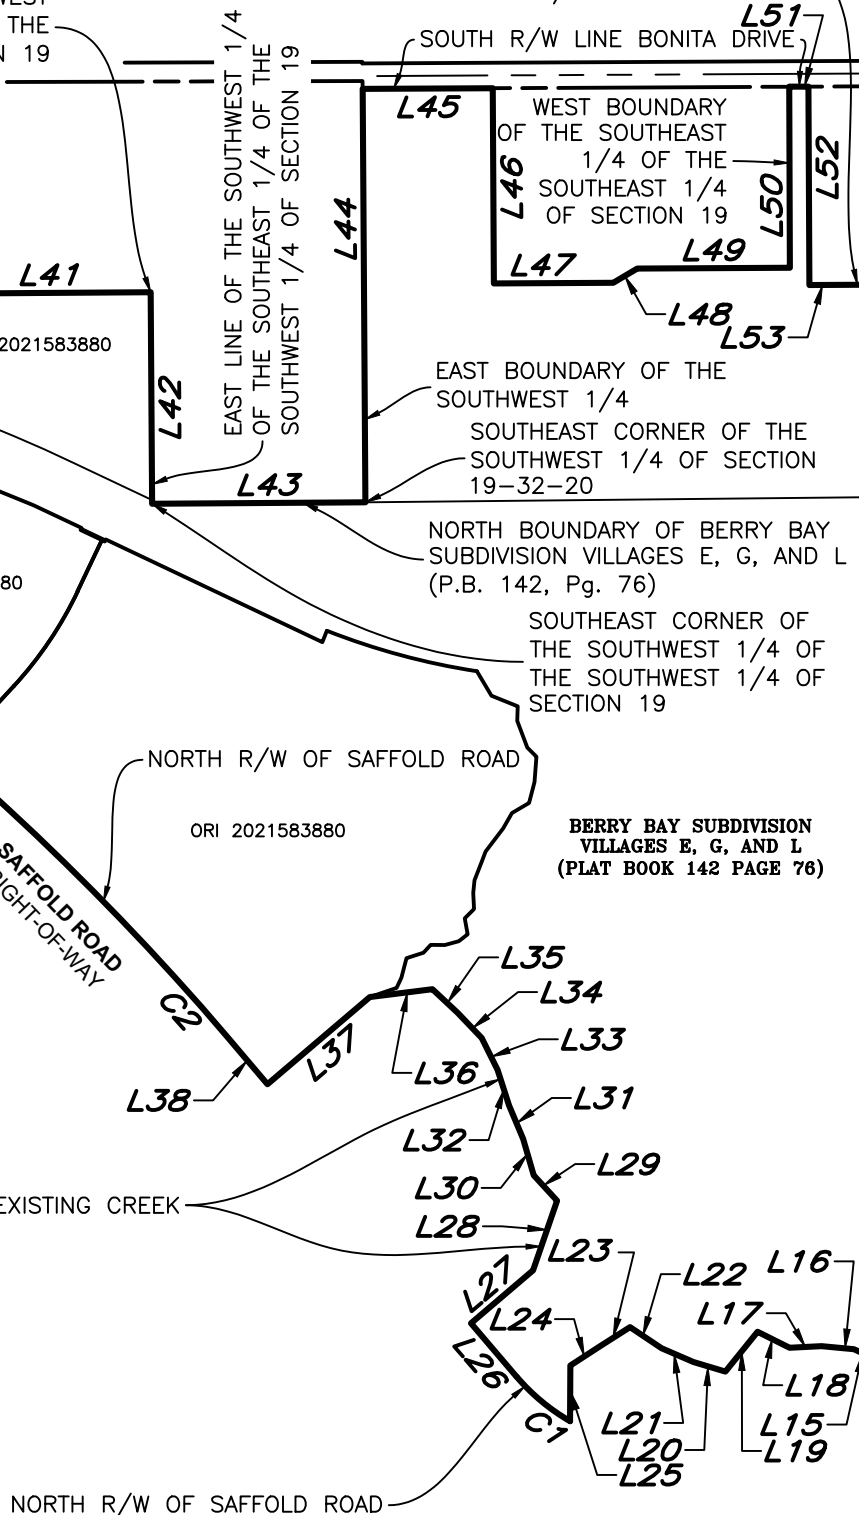 WEST
THE
19
L51
SOUTH R/W LINE BONITA DRIVE
L45
WEST BOUNDARY
OF THE SOUTHEAST
1/4 OF THE
SOUTHEAST 1/4
OF SECTION 19
L46
L50
L52
EAST LINE OF THE SOUTHWEST 1/4
OF THE SOUTHEAST 1/4 OF THE
SOUTHWEST 1/4 OF SECTION 19
L44
L41
L47
L49
L48
L53
2021583880
L42
EAST BOUNDARY OF THE
SOUTHWEST 1/4
SOUTHEAST CORNER OF THE
SOUTHWEST 1/4 OF SECTION
19-32-20
L43
NORTH BOUNDARY OF BERRY BAY
SUBDIVISION VILLAGES E, G, AND L
(P.B. 142, Pg. 76)
80
SOUTHEAST CORNER OF
THE SOUTHWEST 1/4 OF
THE SOUTHWEST 1/4 OF
SECTION 19
NORTH R/W OF SAFFOLD ROAD
ORI 2021583880
BERRY BAY SUBDIVISION
VILLAGES E, G, AND L
(PLAT BOOK 142 PAGE 76)
SAFFOLD ROAD
RIGHT-OF-WAY
C2
L35
L34
L33
L37
L36
L38
L31
L32
L29
L30
EXISTING CREEK
L28
L23
L27
L22
L16
L24
L17
L26
L18
C1
L21
L15
L20
L19
L25
NORTH R/W OF SAFFOLD ROAD